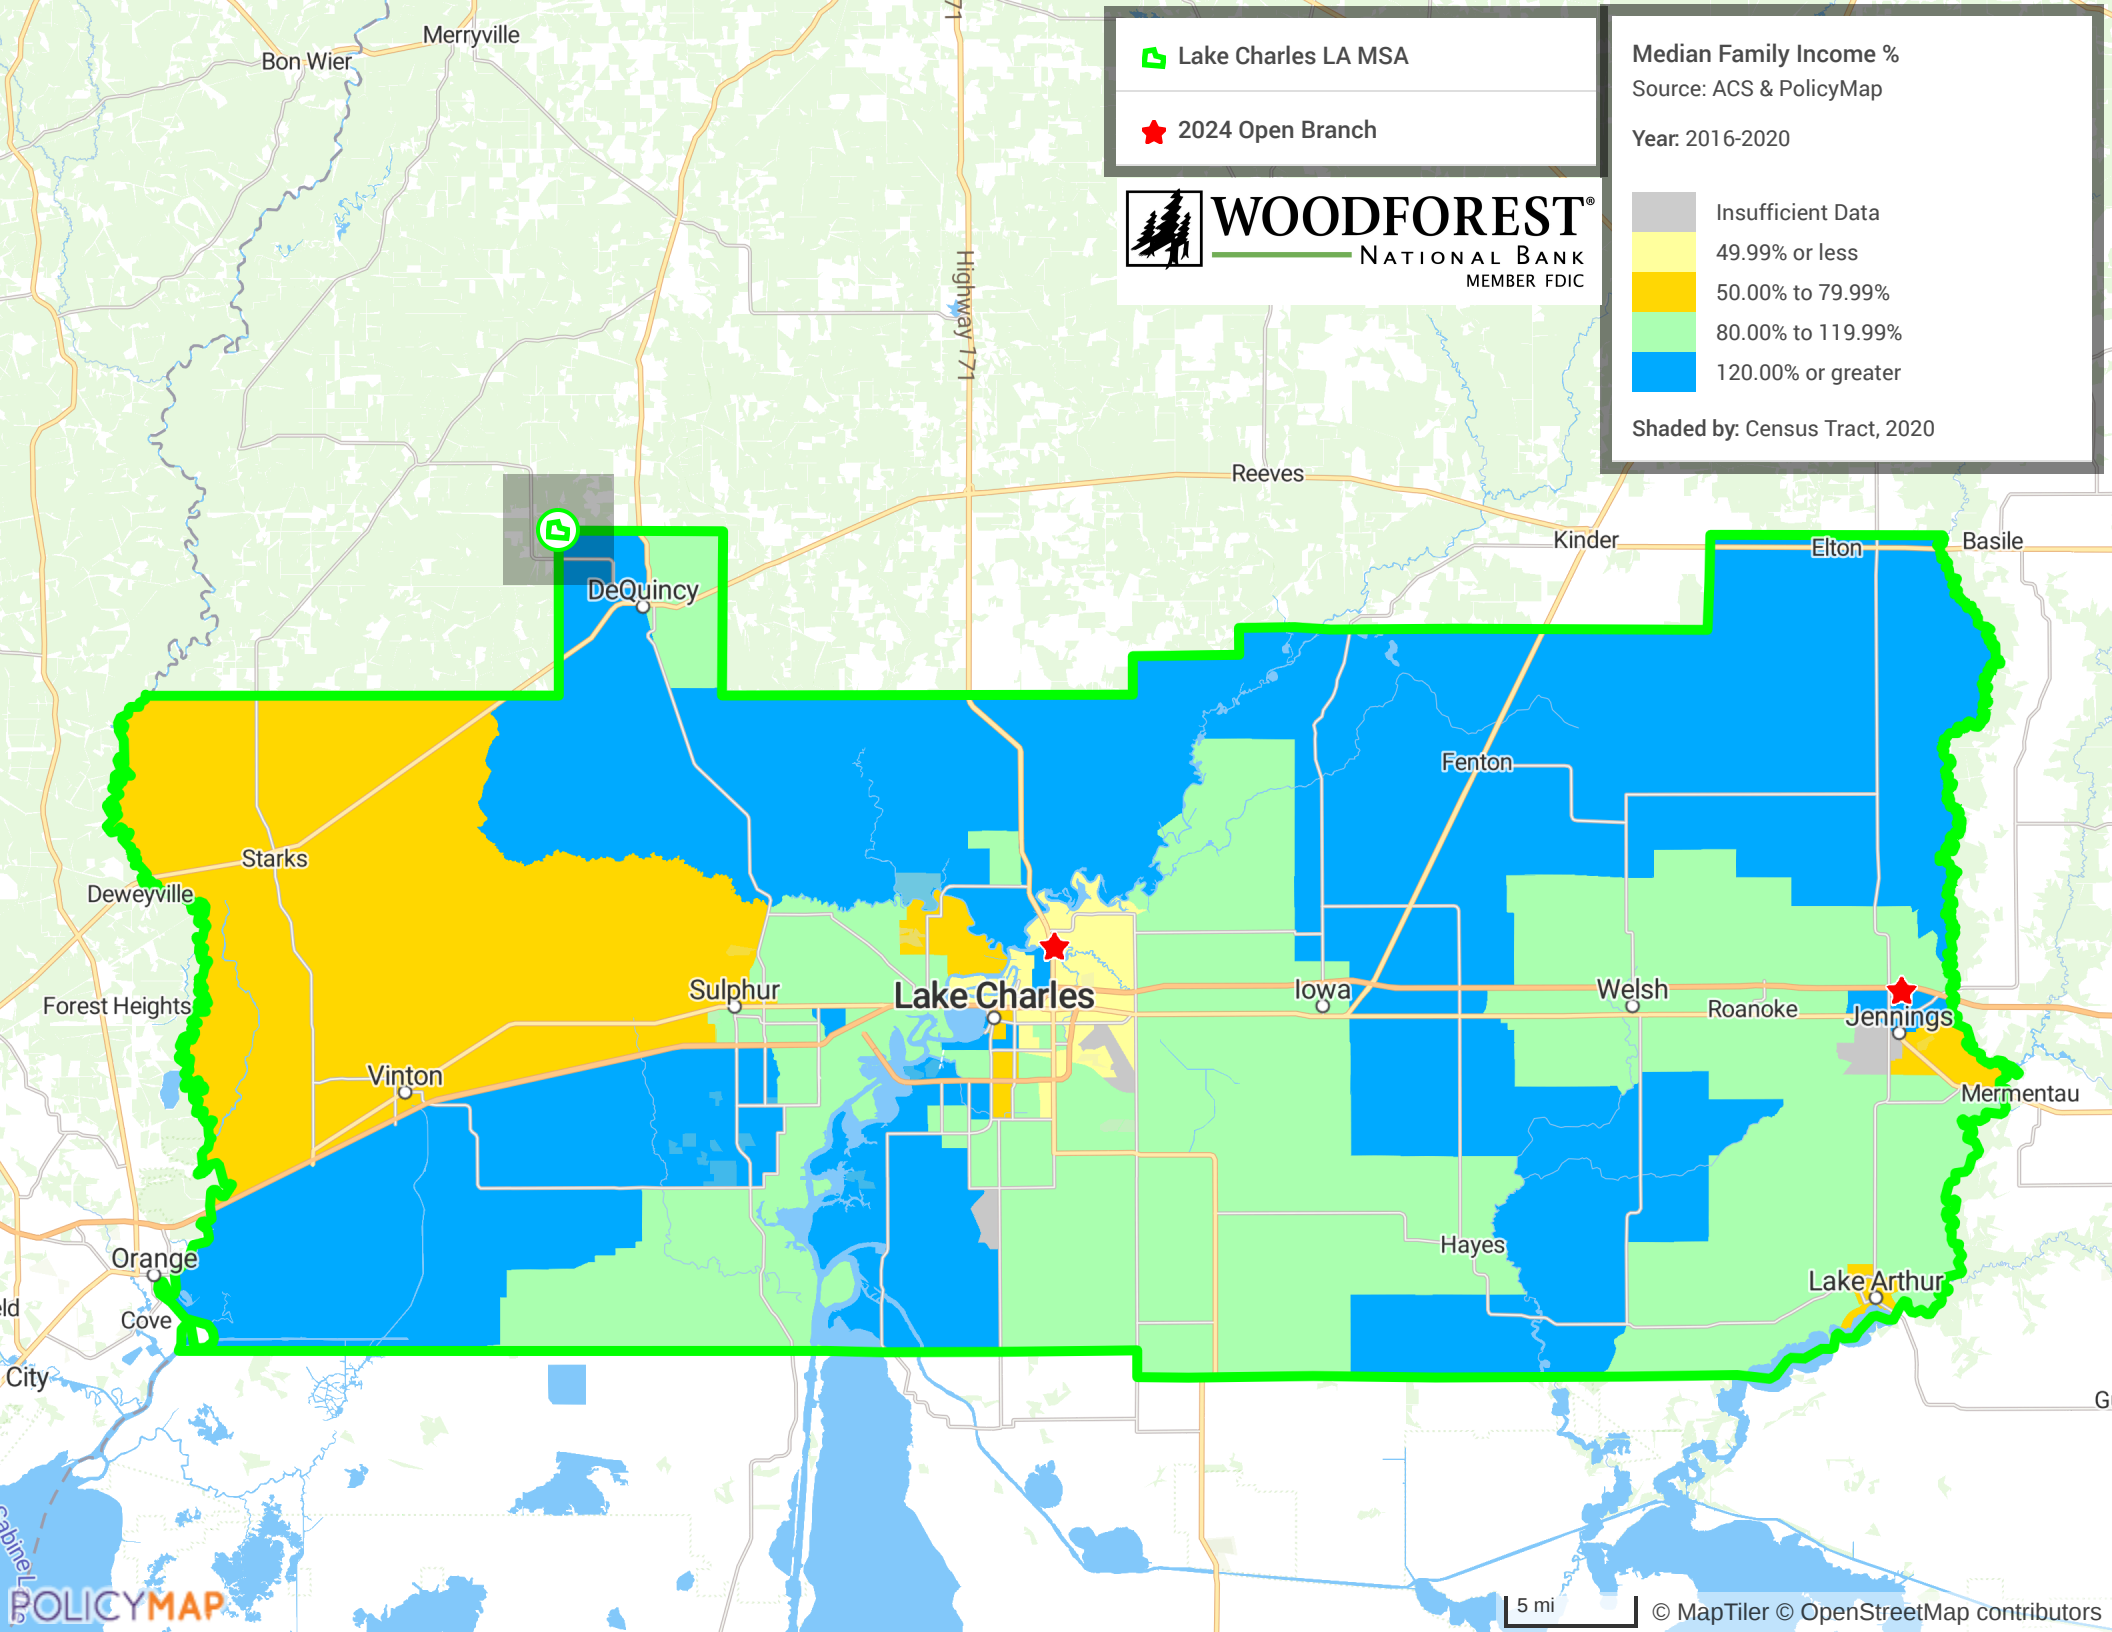 Merryville
Bon Wier
71
Highway 171
Lake Charles LA MSA
2024 Open Branch
WOODFOREST®
NATIONAL BANK
MEMBER FDIC
Median Family Income %
Source: ACS & PolicyMap
Year: 2016-2020
Insufficient Data
49.99% or less
50.00% to 79.99%
80.00% to 119.99%
120.00% or greater
Shaded by: Census Tract, 2020
Reeves
Kinder
Elton
Basile
DeQuincy
Fenton
Starks
Deweyville
Sulphur
Lake Charles
Iowa
Welsh
Roanoke
Jennings
Forest Heights
Vinton
Mermentau
Orange
Hayes
Lake Arthur
ld
Cove
City
G
Sabine L
POLICYMAP
5 mi
© MapTiler © OpenStreetMap contributors